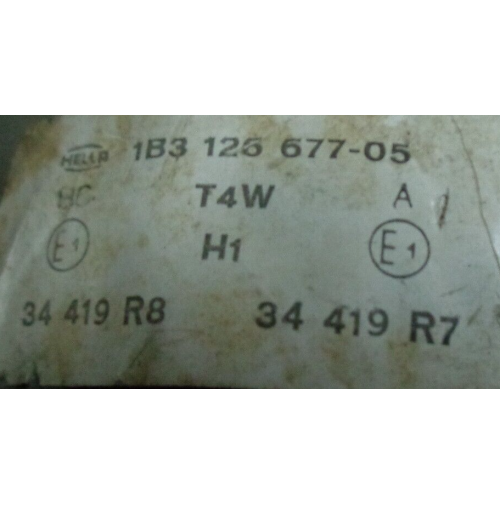 HELLA 1B3 125 677-05
HC T4W A
E1 H1 E1
34 419 R8 34 419 R7